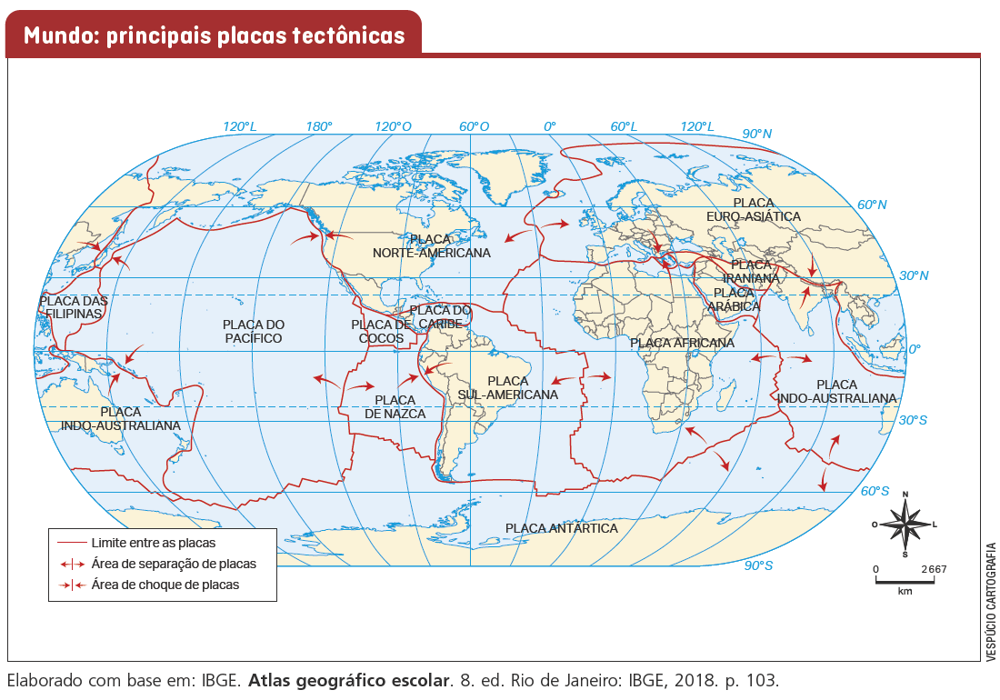 Mundo: principais placas tectônicas
120°L 180° 120°O 60°O 0° 60°L 120°L 90°N
60°N
30°N
0°
30°S
60°S
90°S
PLACA
EURO-ASIÁTICA
PLACA
NORTE-AMERICANA
PLACA
IRANIANA
PLACA
ARÁBICA
PLACA DAS
FILIPINAS
PLACA DO
PACÍFICO
PLACA DE
COCOS
PLACA DO
CARIBE
PLACA AFRICANA
PLACA
SUL-AMERICANA
PLACA
DE NAZCA
PLACA
INDO-AUSTRALIANA
PLACA
INDO-AUSTRALIANA
PLACA ANTÁRTICA
Limite entre as placas
Área de separação de placas
Área de choque de placas
N
O L
S
0 2667
km
VESPÚCIO CARTOGRAFIA
Elaborado com base em: IBGE. Atlas geográfico escolar. 8. ed. Rio de Janeiro: IBGE, 2018. p. 103.